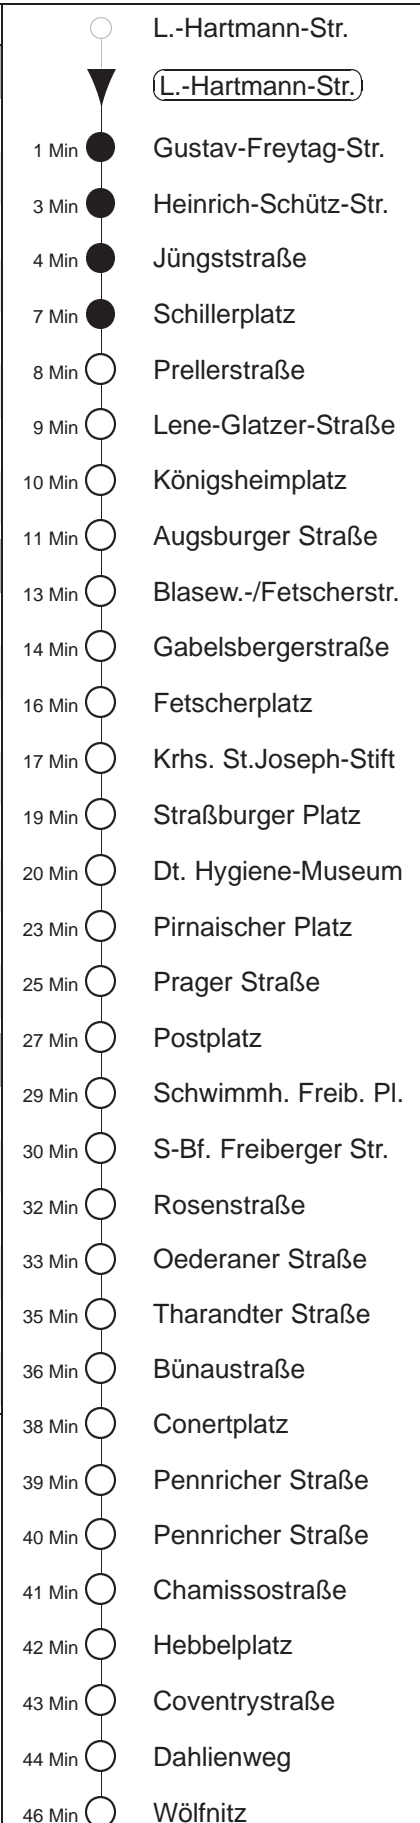 L.-Hartmann-Str.
L.-Hartmann-Str.
1 Min Gustav-Freytag-Str.
3 Min Heinrich-Schütz-Str.
4 Min Jüngststraße
7 Min Schillerplatz
8 Min Prellerstraße
9 Min Lene-Glatzer-Straße
10 Min Königsheimplatz
11 Min Augsburger Straße
13 Min Blasew.-/Fetscherstr.
14 Min Gabelsbergerstraße
16 Min Fetscherplatz
17 Min Krhs. St.Joseph-Stift
19 Min Straßburger Platz
20 Min Dt. Hygiene-Museum
23 Min Pirnaischer Platz
25 Min Prager Straße
27 Min Postplatz
29 Min Schwimmh. Freib. Pl.
30 Min S-Bf. Freiberger Str.
32 Min Rosenstraße
33 Min Oederaner Straße
35 Min Tharandter Straße
36 Min Bünaustraße
38 Min Conertplatz
39 Min Pennricher Straße
40 Min Pennricher Straße
41 Min Chamissostraße
42 Min Hebbelplatz
43 Min Coventrystraße
44 Min Dahlienweg
46 Min Wölfnitz